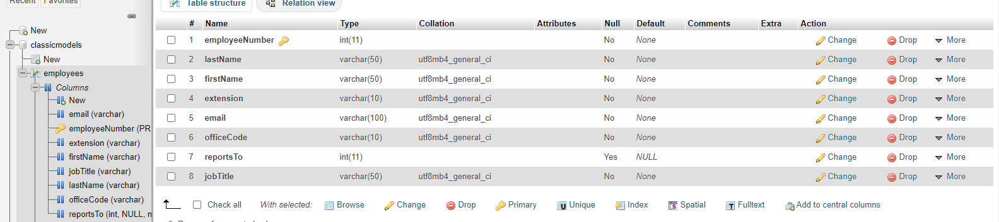 Recent Favorites
New
classicmodels
New
employees
Columns
New
email (varchar)
employeeNumber (PR
extension (varchar)
firstName (varchar)
jobTitle (varchar)
lastName (varchar)
officeCode (varchar)
reportsTo (int, NULL, n
Table structure Relation view
# Name Type Collation Attributes Null Default Comments Extra Action
1 employeeNumber int(11) No None Change Drop More
2 lastName varchar(50) utf8mb4_general_ci No None Change Drop More
3 firstName varchar(50) utf8mb4_general_ci No None Change Drop More
4 extension varchar(10) utf8mb4_general_ci No None Change Drop More
5 email varchar(100) utf8mb4_general_ci No None Change Drop More
6 officeCode varchar(10) utf8mb4_general_ci No None Change Drop More
7 reportsTo int(11) Yes NULL Change Drop More
8 jobTitle varchar(50) utf8mb4_general_ci No None Change Drop More
Check all With selected: Browse Change Drop Primary Unique Index Spatial Fulltext Add to central columns